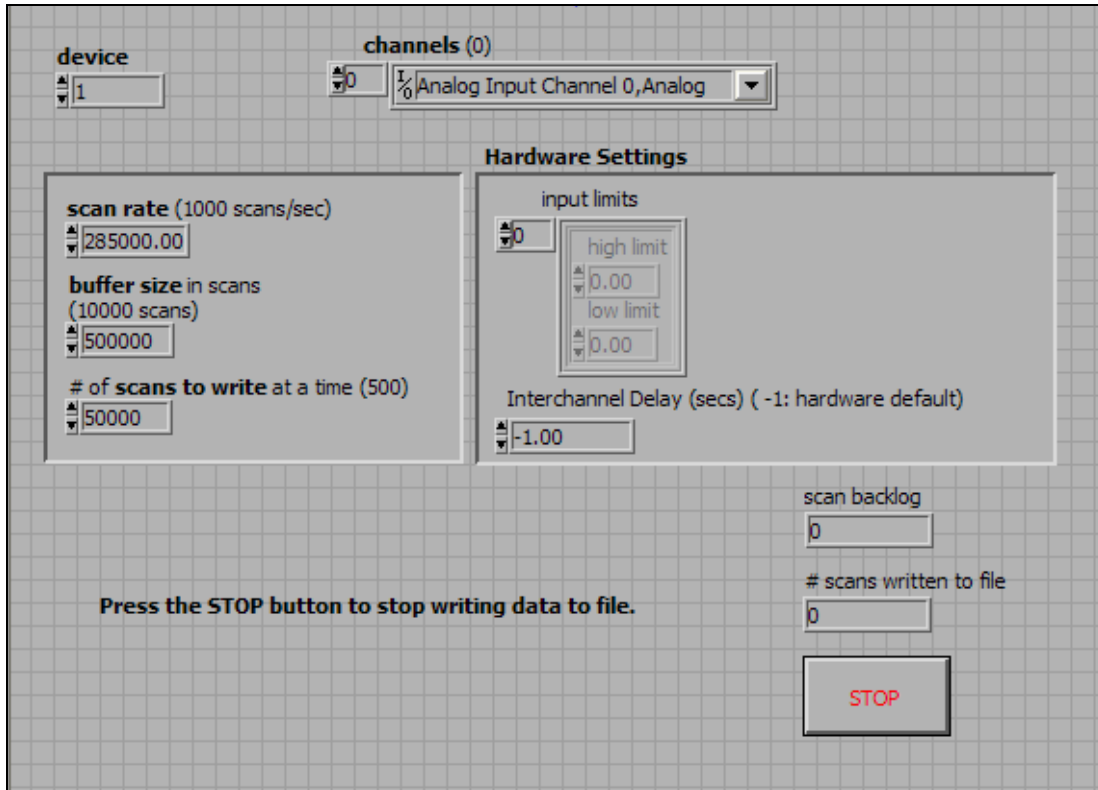 device
1
channels (0)
0
I/0 Analog Input Channel 0,Analog
scan rate (1000 scans/sec)
285000.00
buffer size in scans
(10000 scans)
500000
# of scans to write at a time (500)
50000
Hardware Settings
input limits
0
high limit
0.00
low limit
0.00
Interchannel Delay (secs) ( -1: hardware default)
-1.00
scan backlog
0
# scans written to file
0
Press the STOP button to stop writing data to file.
STOP